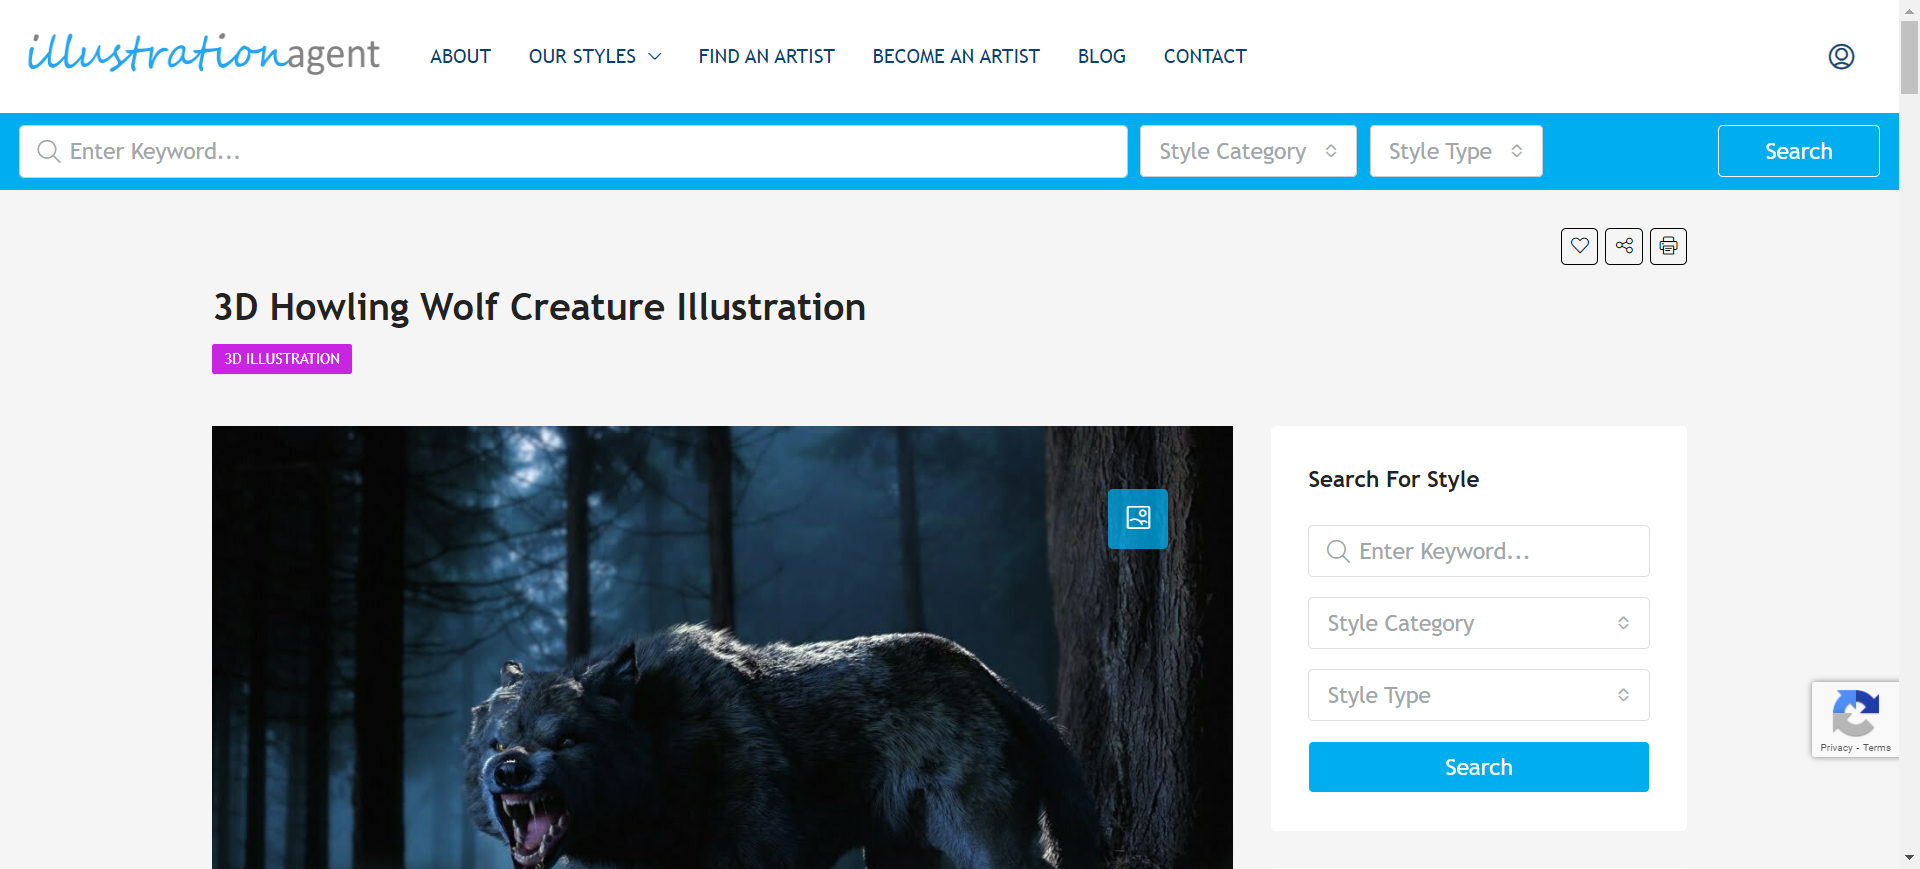 illustrationagent
ABOUT
OUR STYLES
FIND AN ARTIST
BECOME AN ARTIST
BLOG
CONTACT
Enter Keyword...
Style Category
Style Type
Search
3D Howling Wolf Creature Illustration
3D ILLUSTRATION
Search For Style
Enter Keyword...
Style Category
Style Type
Search
Privacy - Terms